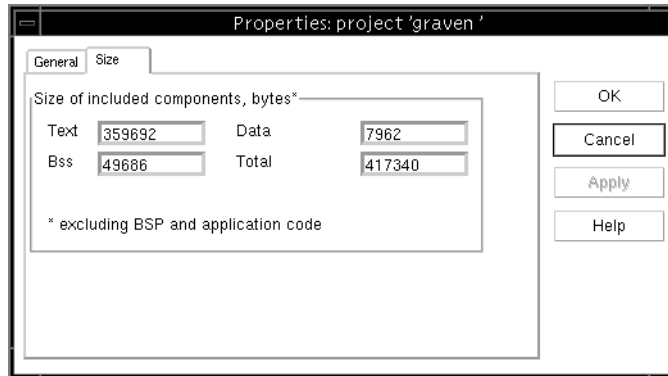 Properties: project 'graven '
General Size
Size of included components, bytes*
Text 359692 Data 7962
Bss 49686 Total 417340
* excluding BSP and application code
OK
Cancel
Apply
Help